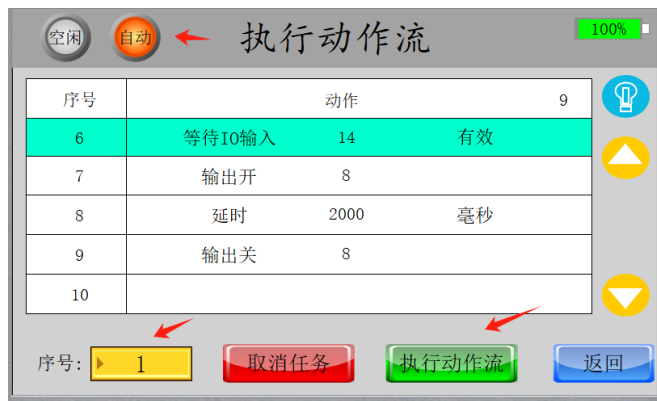 空闲 自动 执行动作流 100%
序号 动作 9
6 等待IO输入 14 有效
7 输出开 8
8 延时 2000 毫秒
9 输出关 8
10
序号: 1 取消任务 执行动作流 返回